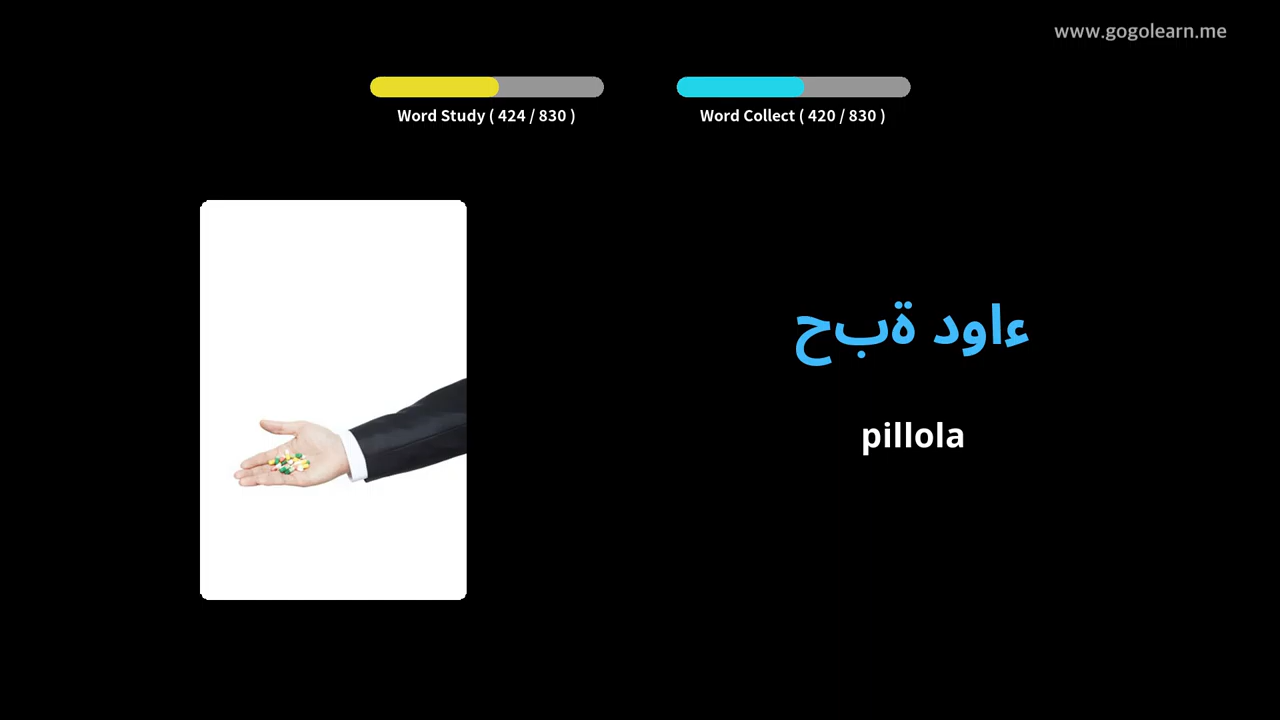 www.gogolearn.me
Word Study ( 424 / 830 )
Word Collect ( 420 / 830 )
ءاود ةبح
pillola